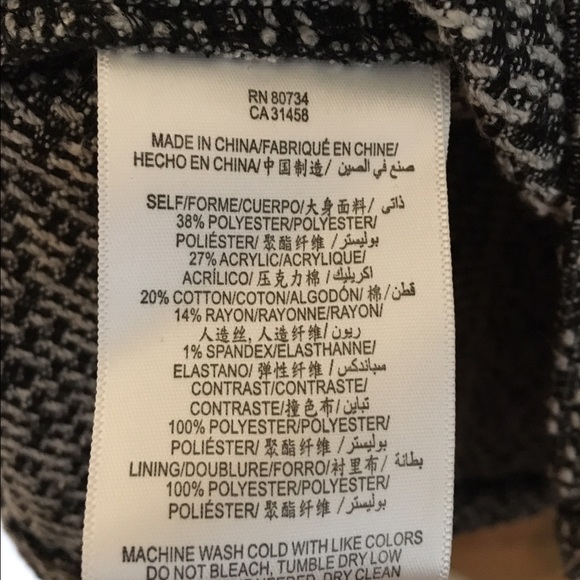 RN 80734
CA 31458
MADE IN CHINA/FABRIQUÉ EN CHINE/
HECHO EN CHINA/中国制造/ صنع في الصين
SELF/FORME/CUERPO/大身面料/ ذاتى
38% POLYESTER/POLYESTER/
POLIÉSTER/ 聚酯纤维 / بوليستر
27% ACRYLIC/ACRYLIQUE/
ACRÍLICO/ 压克力棉 / اكريليك
20% COTTON/COTON/ALGODÓN/ 棉/ قطن
14% RAYON/RAYONNE/RAYON/
人造丝, 人造纤维/ ريون
1% SPANDEX/ELASTHANNE/
ELASTANO/ 弹性纤维 / سباندكس
CONTRAST/CONTRASTE/
CONTRASTE/撞色布/ تباين
100% POLYESTER/POLYESTER/
POLIÉSTER/ 聚酯纤维 / بوليستر
LINING/DOUBLURE/FORRO/衬里布/ بطانة
100% POLYESTER/POLYESTER/
POLIÉSTER/ 聚酯纤维 / بوليستر
MACHINE WASH COLD WITH LIKE COLORS
DO NOT BLEACH, TUMBLE DRY LOW
DRY CLEAN